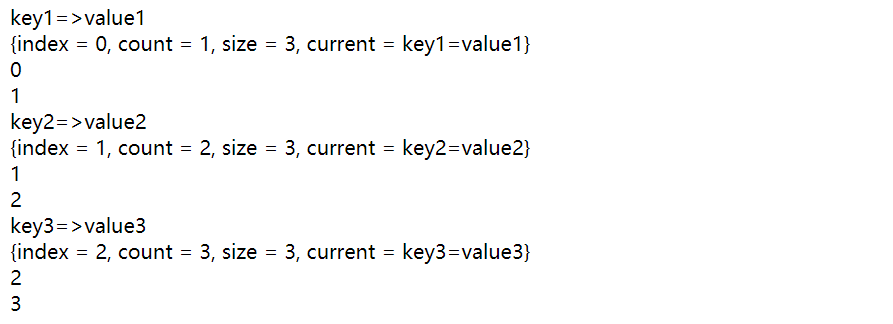 key1=>value1
{index = 0, count = 1, size = 3, current = key1=value1}
0
1
key2=>value2
{index = 1, count = 2, size = 3, current = key2=value2}
1
2
key3=>value3
{index = 2, count = 3, size = 3, current = key3=value3}
2
3